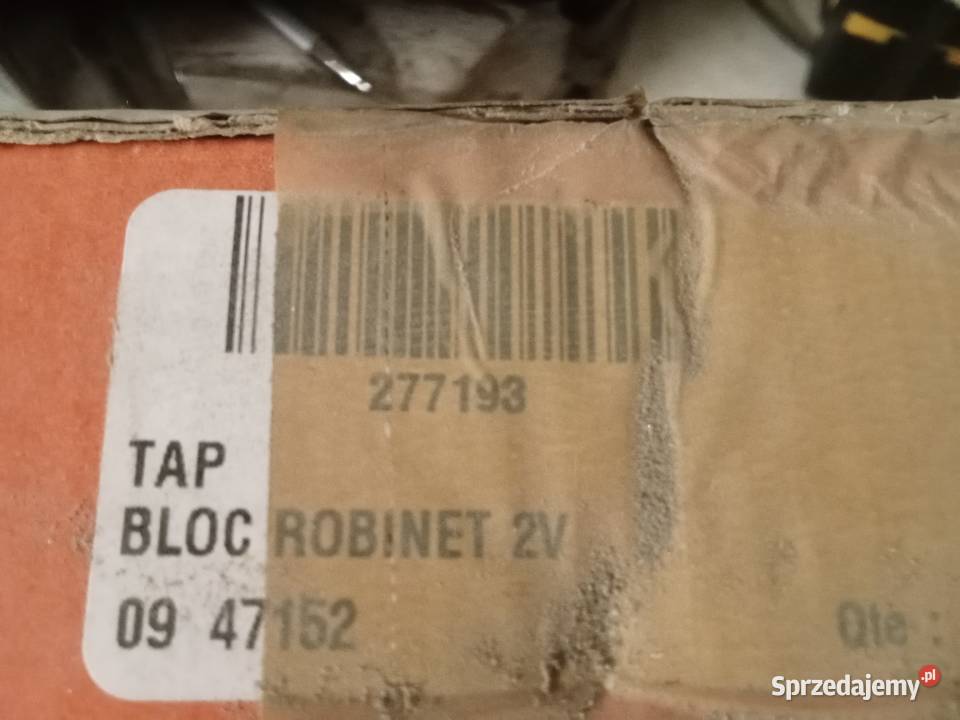 277193
TAP
BLOC ROBINET 2V
09 47152
Qte :
Sprzedajemy.pl